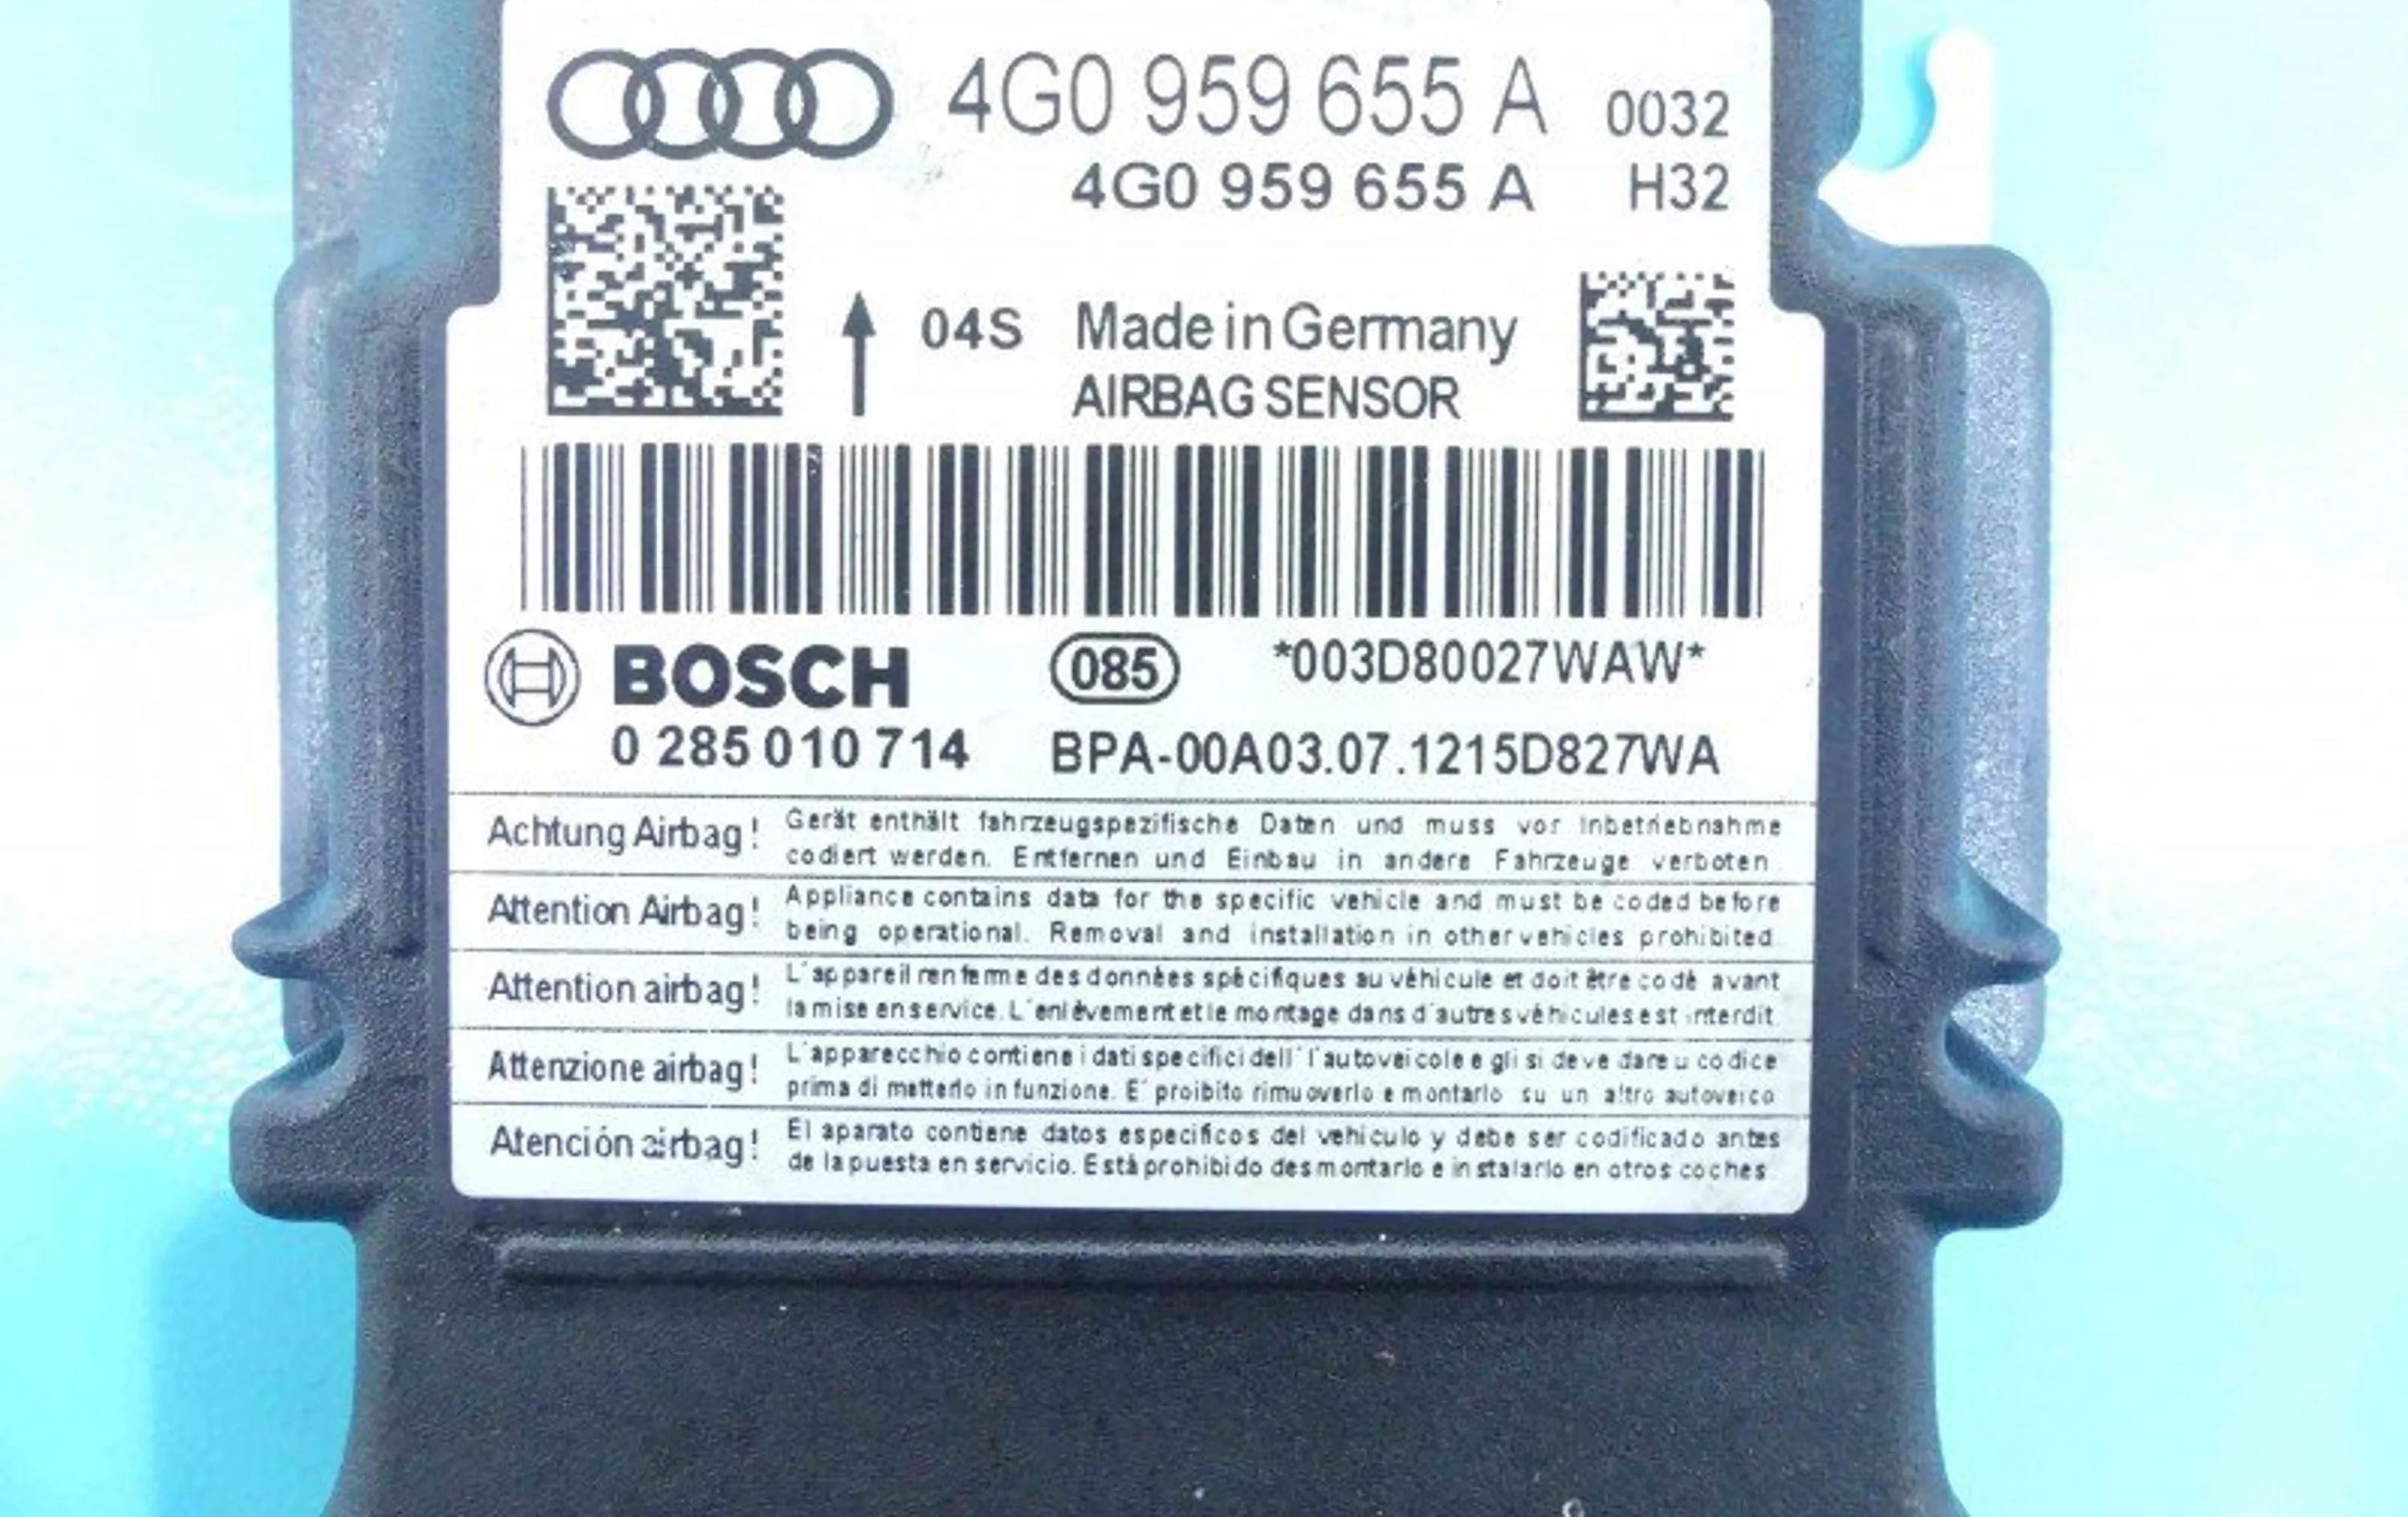 4G0 959 655 A 0032
4G0 959 655 A H32
04S Made in Germany
AIRBAG SENSOR
BOSCH 085 *003D80027WAW*
0 285 010 714 BPA-00A03.07.1215D827WA
Achtung Airbag! Gerät enthält fahrzeugspezifische Daten und muss vor Inbetriebnahme
codiert werden. Entfernen und Einbau in andere Fahrzeuge verboten.
Attention Airbag! Appliance contains data for the specific vehicle and must be coded before
being operational. Removal and installation in other vehicles prohibited.
Attention airbag! L´appareil renferme des données spécifiques au véhicule et doit être codé avant
la mise en service. L´enlèvement et le montage dans d´autres véhicules est interdit.
Attenzione airbag! L´apparecchio contiene i dati specifici dell´l´autoveicolo e gli si deve dare u codice
prima di metterlo in funzione. E´ proibito rimuoverlo e montarlo su un altro autoveico
Atención airbag! El aparato contiene datos especificos del vehiculo y debe ser codificado antes
de la puesta en servicio. Está prohibido desmontarlo e instalarlo en otros coches.